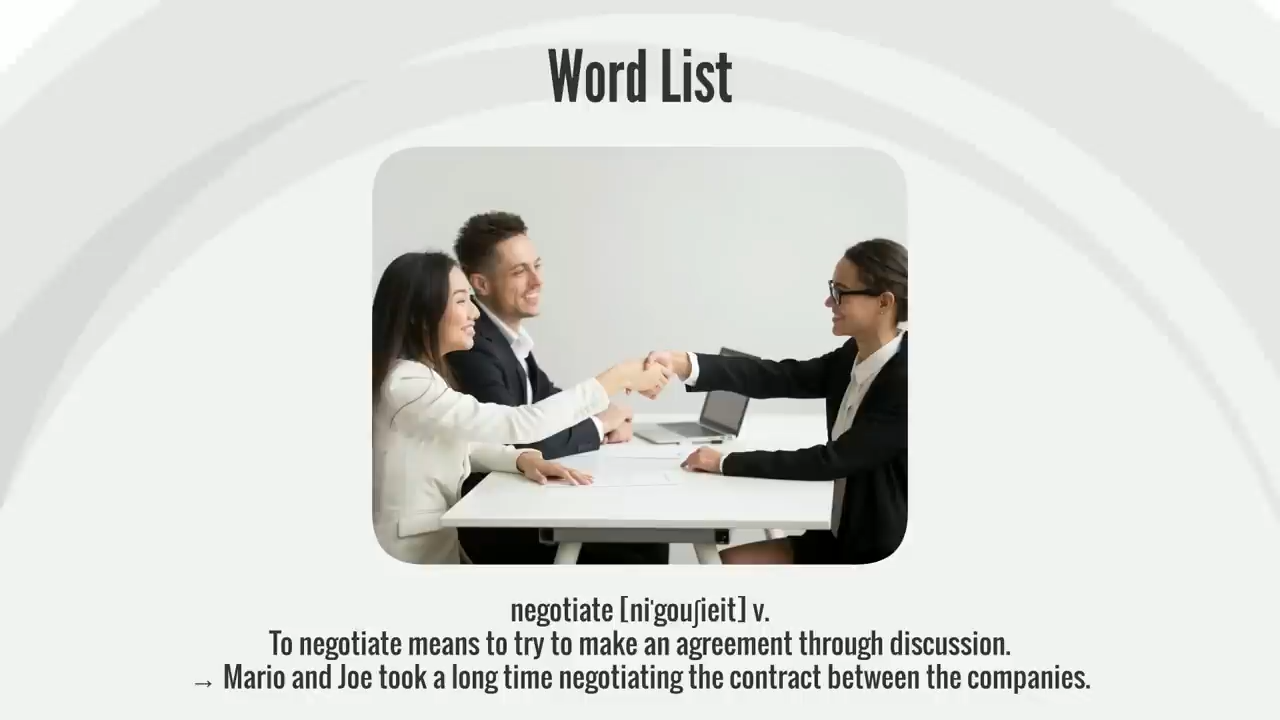 Word List
negotiate [niˈgouʃieit] v.
To negotiate means to try to make an agreement through discussion.
→ Mario and Joe took a long time negotiating the contract between the companies.